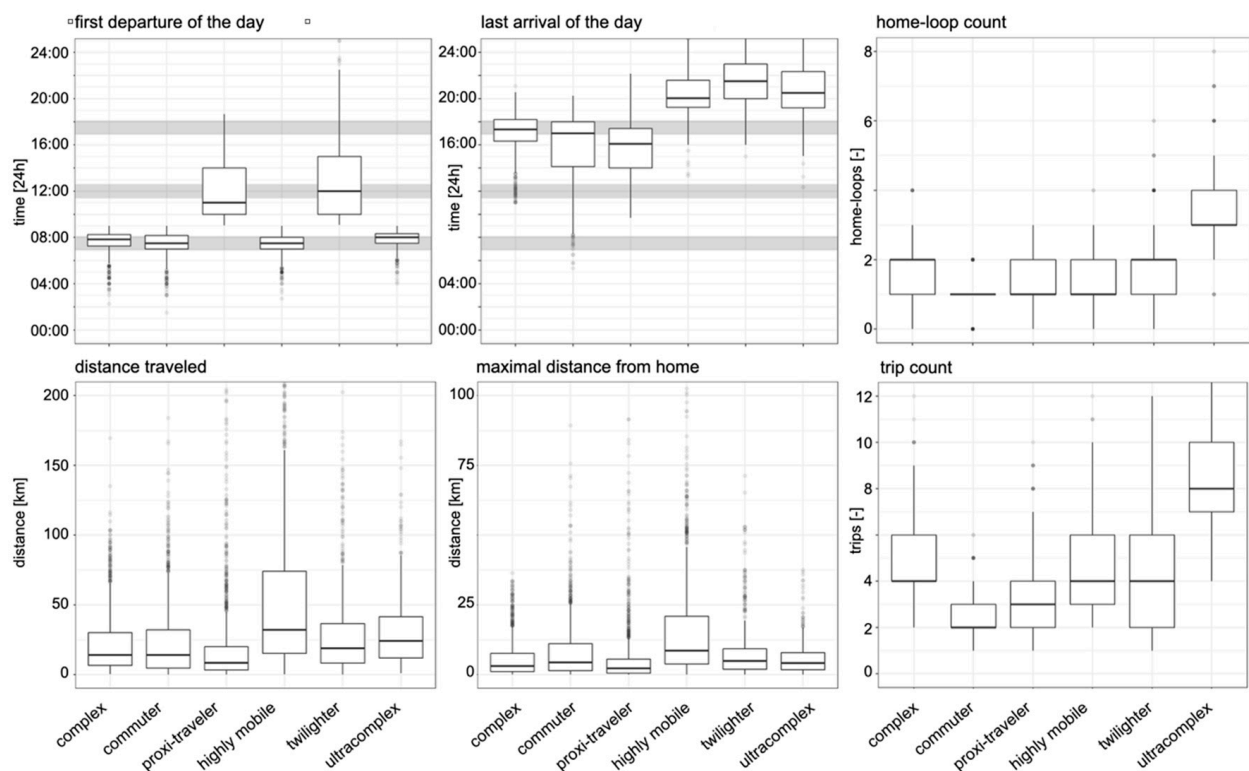 first departure of the day
last arrival of the day
home-loop count
time [24h]
24:00
20:00
16:00
12:00
08:00
04:00
00:00
time [24h]
24:00
20:00
16:00
12:00
08:00
04:00
00:00
home-loops [-]
8
6
4
2
0
distance traveled
maximal distance from home
trip count
distance [km]
200
150
100
50
0
distance [km]
100
75
25
25
0
trips [-]
12
10
8
6
4
2
0
complex
commuter
proxi-traveler
highly mobile
twilighter
ultracomplex
complex
commuter
proxi-traveler
highly mobile
twilighter
ultracomplex
complex
commuter
proxi-traveler
highly mobile
twilighter
ultracomplex